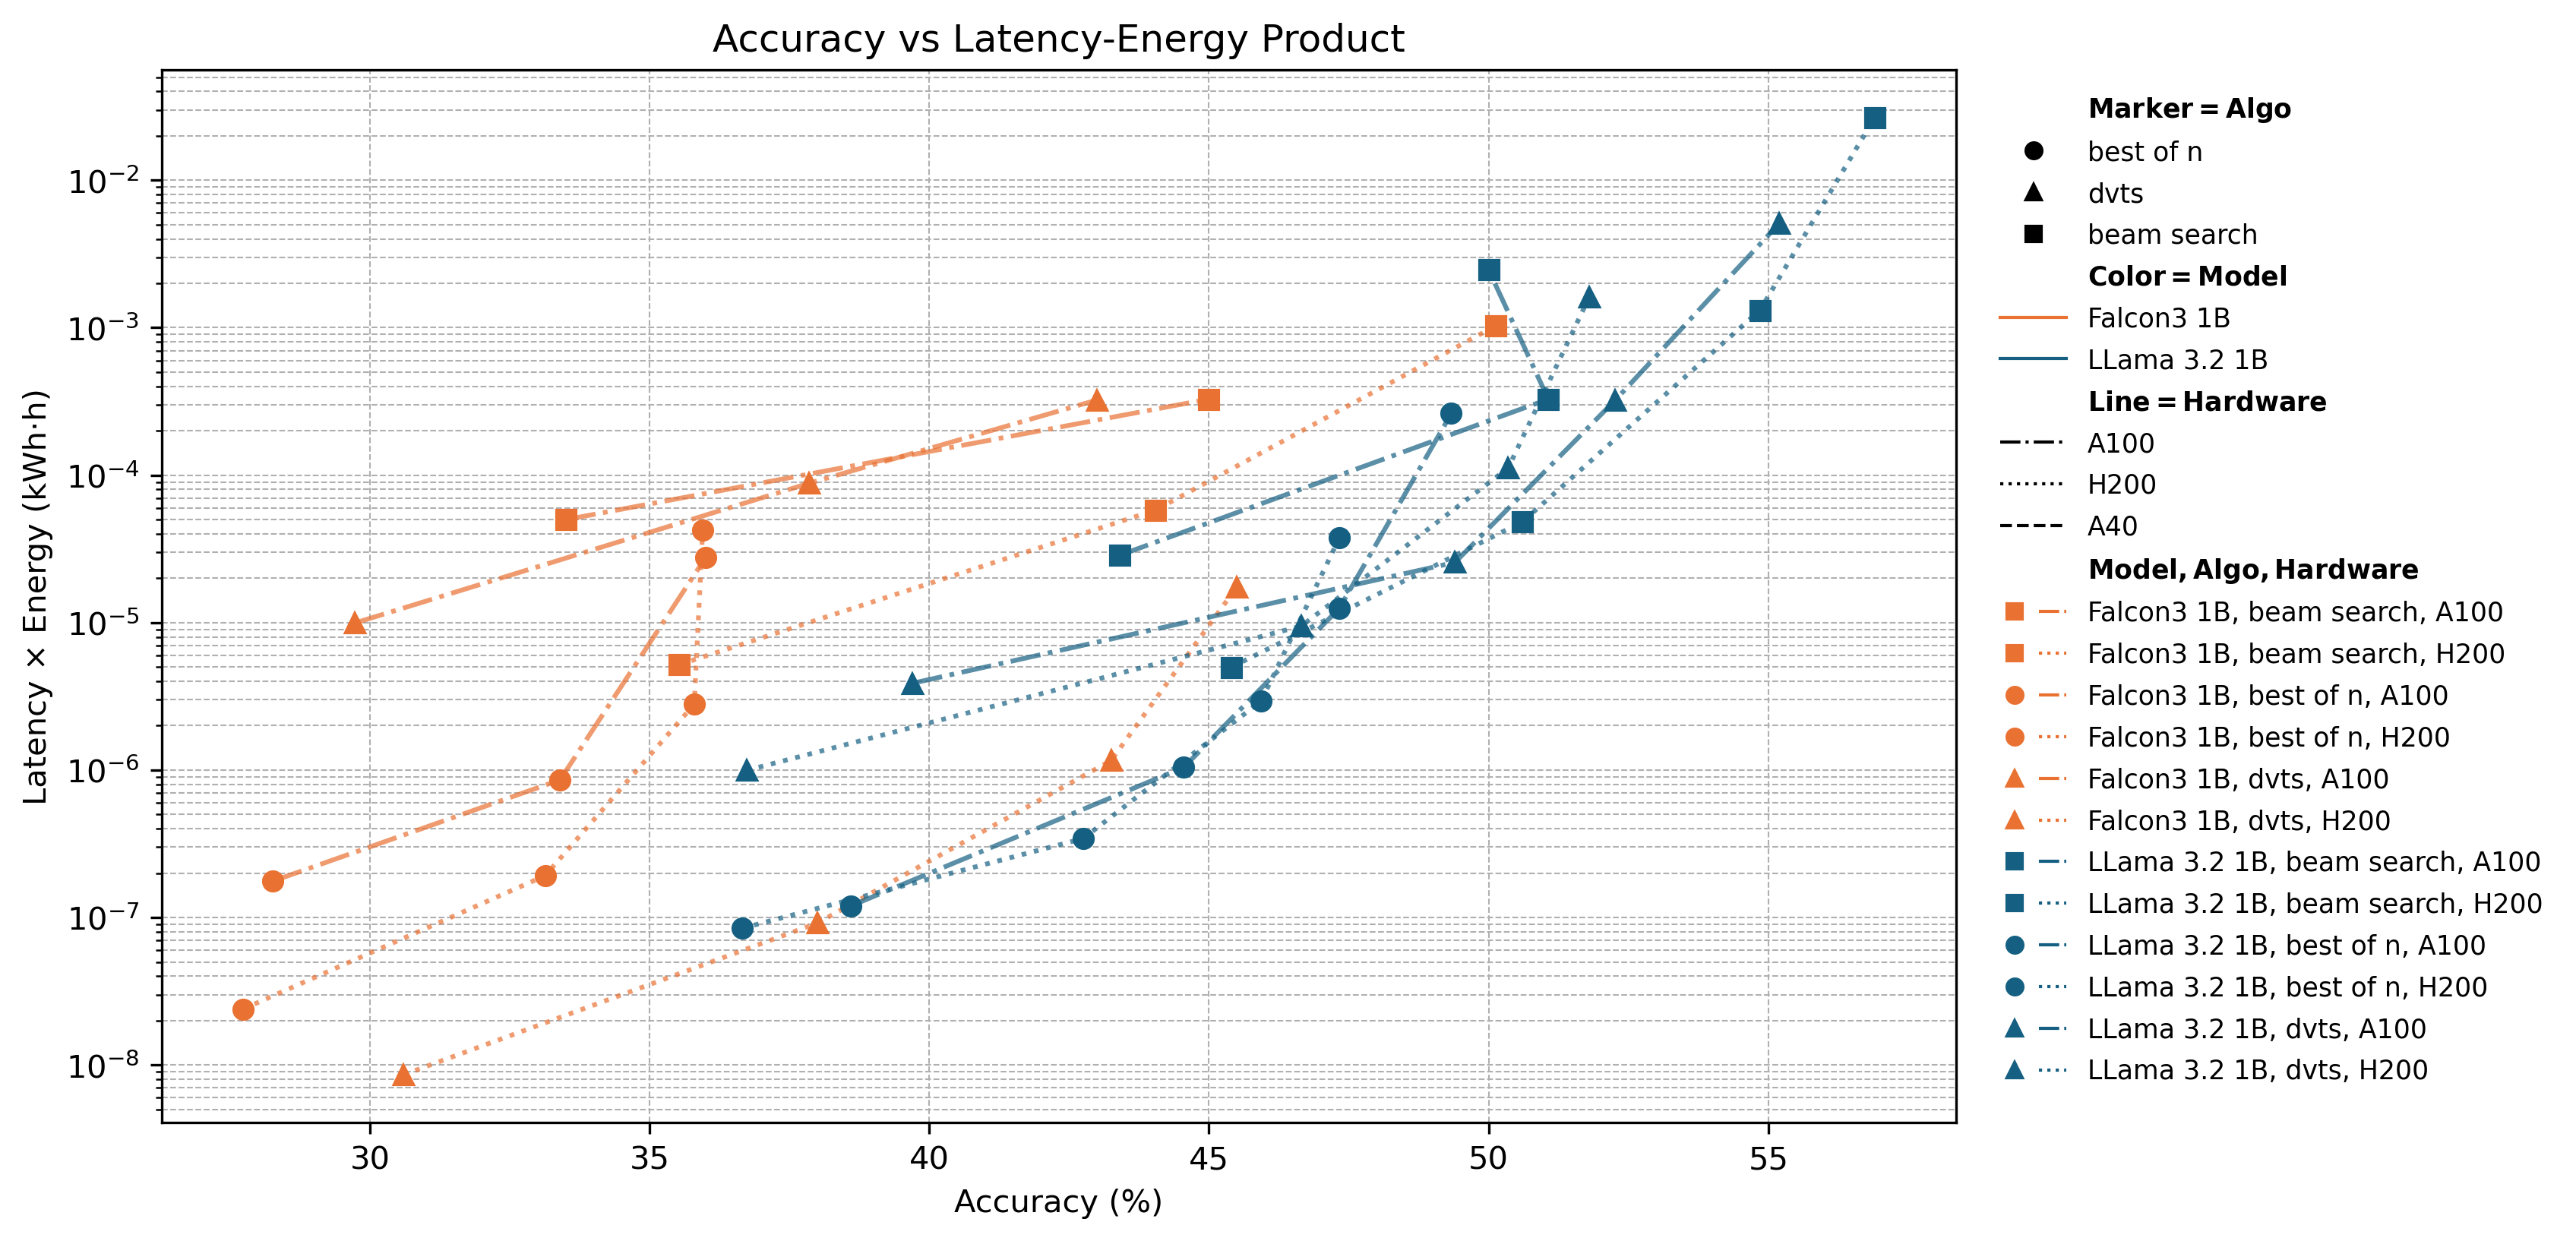 Accuracy vs Latency-Energy Product
Latency × Energy (kWh·h)
10⁻²
10⁻³
10⁻⁴
10⁻⁵
10⁻⁶
10⁻⁷
10⁻⁸
30 35 40 45 50 55
Accuracy (%)
Marker = Algo
best of n
dvts
beam search
Color = Model
Falcon3 1B
LLama 3.2 1B
Line = Hardware
A100
H200
A40
Model, Algo, Hardware
Falcon3 1B, beam search, A100
Falcon3 1B, beam search, H200
Falcon3 1B, best of n, A100
Falcon3 1B, best of n, H200
Falcon3 1B, dvts, A100
Falcon3 1B, dvts, H200
LLama 3.2 1B, beam search, A100
LLama 3.2 1B, beam search, H200
LLama 3.2 1B, best of n, A100
LLama 3.2 1B, best of n, H200
LLama 3.2 1B, dvts, A100
LLama 3.2 1B, dvts, H200